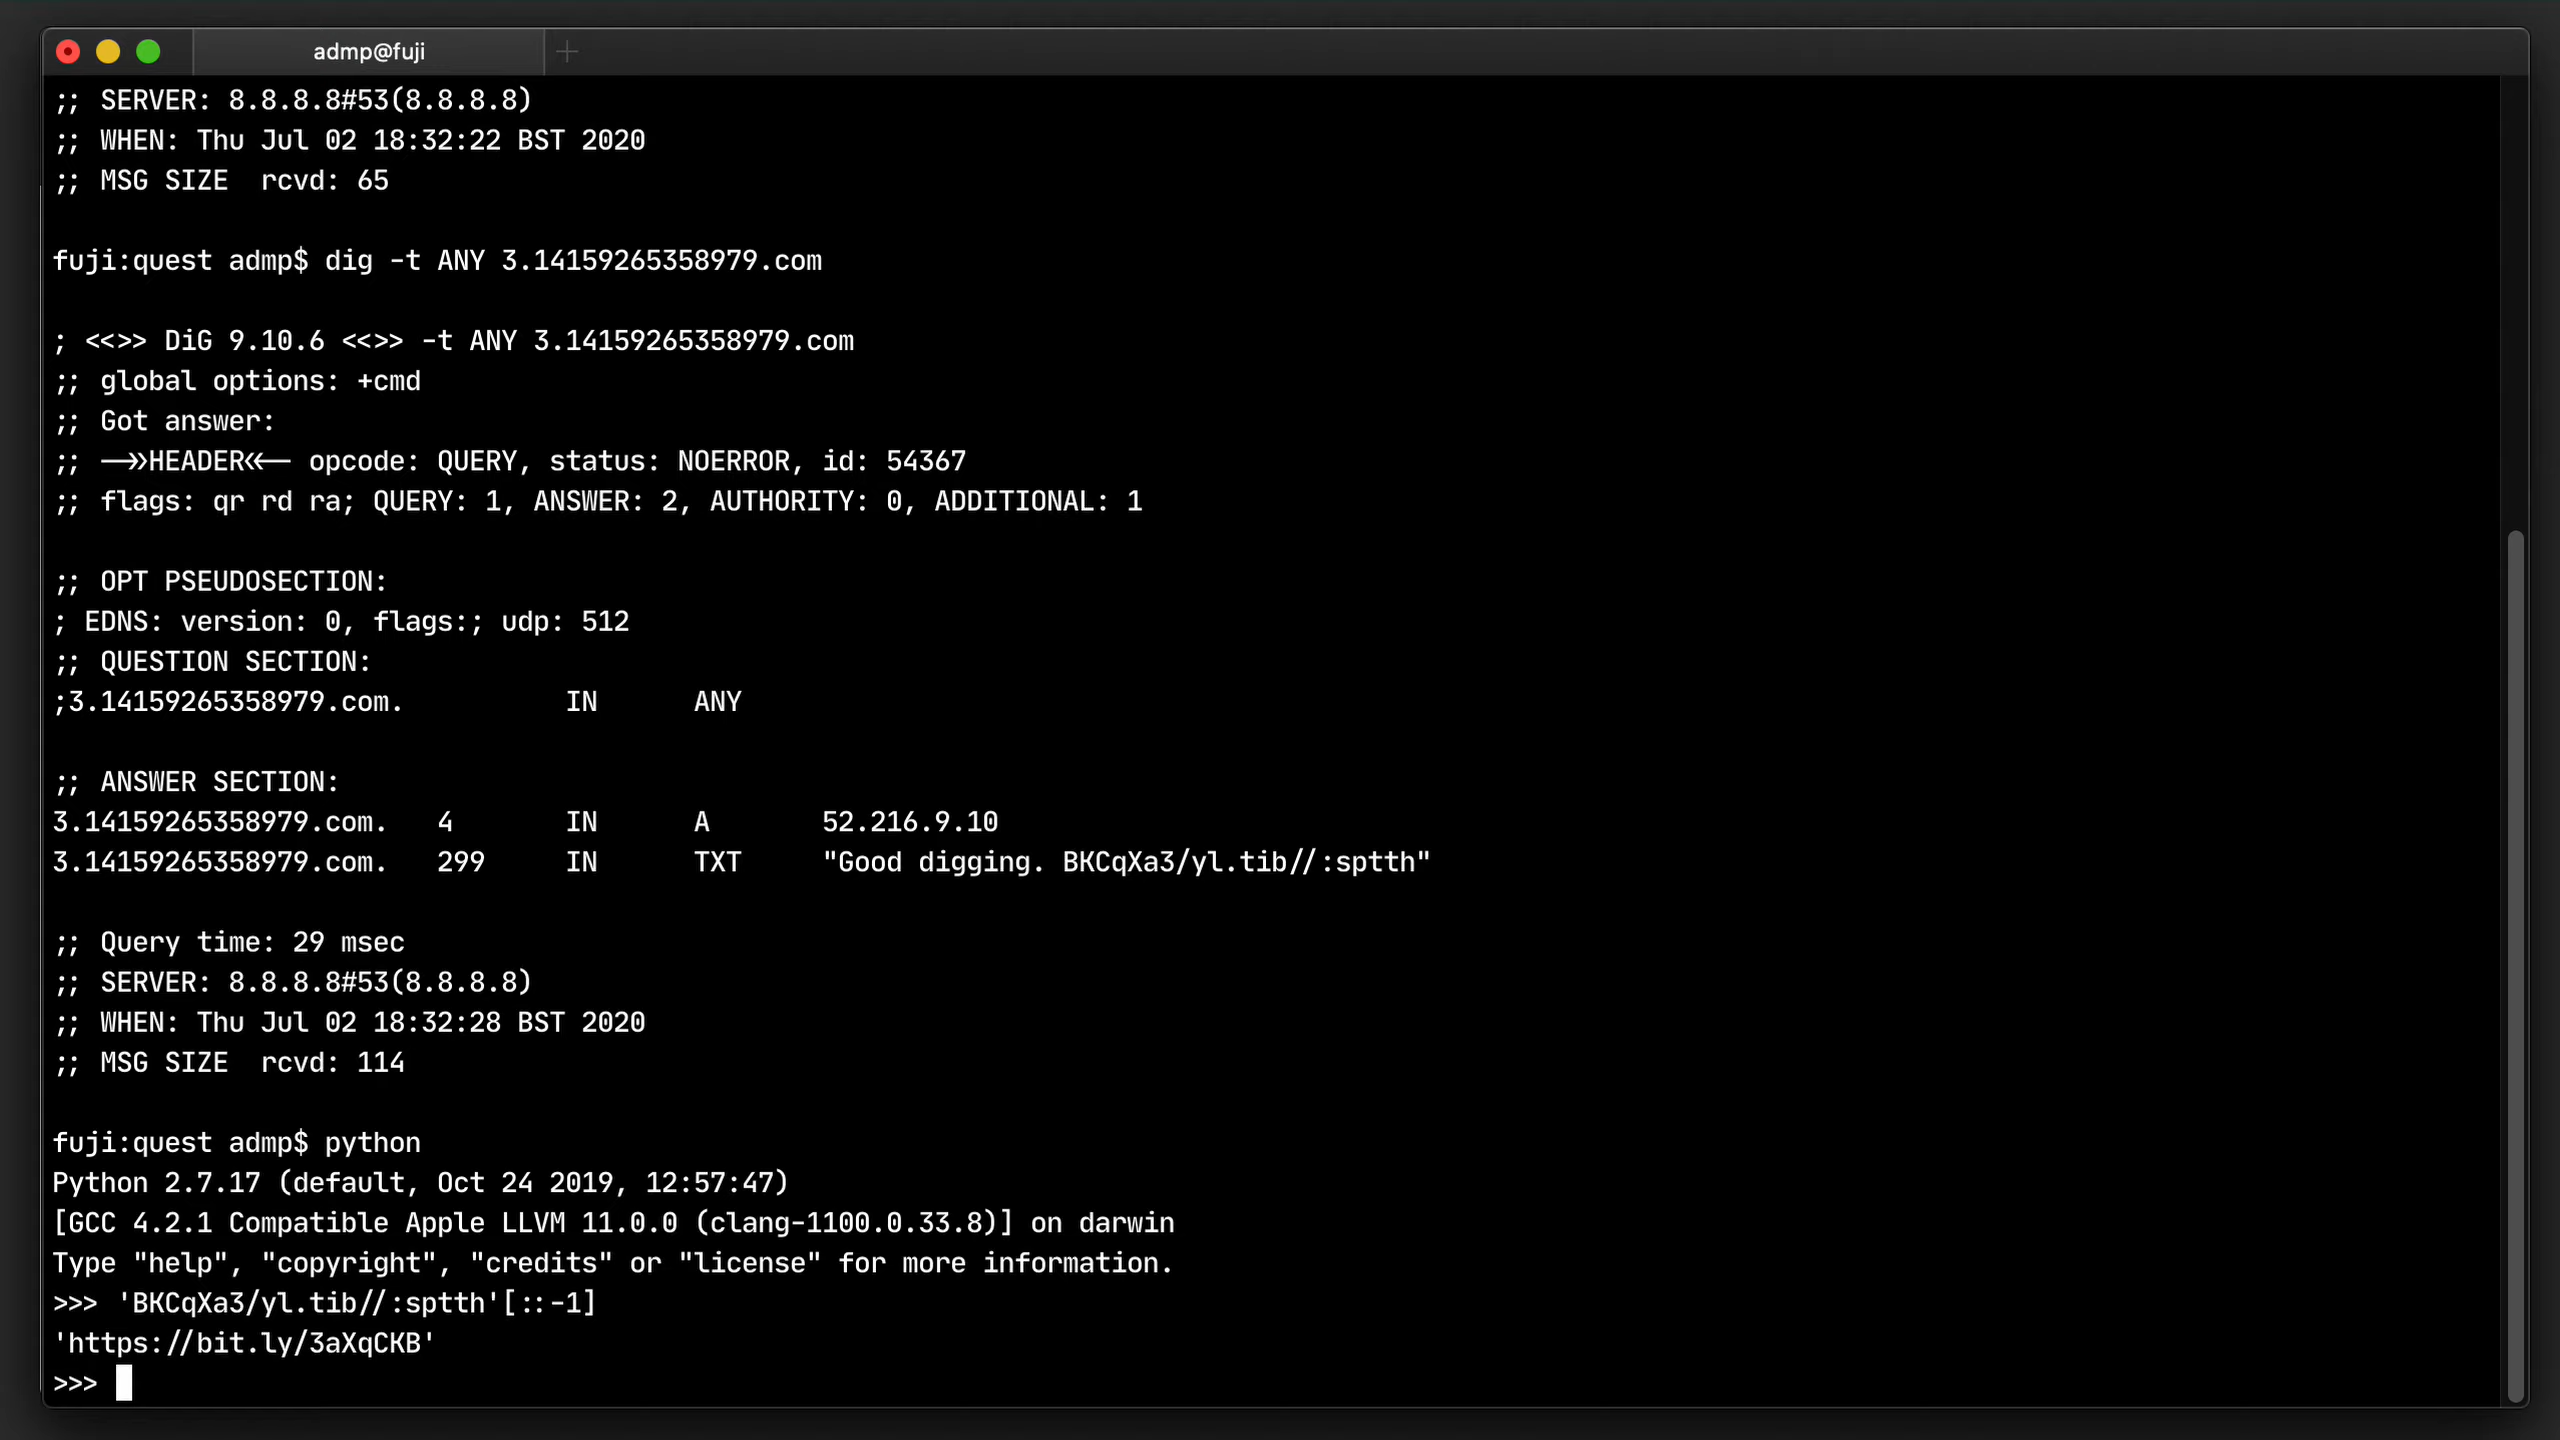 admp@fuji
;; SERVER: 8.8.8.8#53(8.8.8.8)
;; WHEN: Thu Jul 02 18:32:22 BST 2020
;; MSG SIZE  rcvd: 65
fuji:quest admp$ dig -t ANY 3.14159265358979.com
; <<>> DiG 9.10.6 <<>> -t ANY 3.14159265358979.com
;; global options: +cmd
;; Got answer:
;; ->>HEADER<<- opcode: QUERY, status: NOERROR, id: 54367
;; flags: qr rd ra; QUERY: 1, ANSWER: 2, AUTHORITY: 0, ADDITIONAL: 1
;; OPT PSEUDOSECTION:
; EDNS: version: 0, flags:; udp: 512
;; QUESTION SECTION:
;3.14159265358979.com.		IN	ANY
;; ANSWER SECTION:
3.14159265358979.com.	4	IN	A	52.216.9.10
3.14159265358979.com.	299	IN	TXT	"Good digging. BKCqXa3/yl.tib//:sptth"
;; Query time: 29 msec
;; SERVER: 8.8.8.8#53(8.8.8.8)
;; WHEN: Thu Jul 02 18:32:28 BST 2020
;; MSG SIZE  rcvd: 114
fuji:quest admp$ python
Python 2.7.17 (default, Oct 24 2019, 12:57:47)
[GCC 4.2.1 Compatible Apple LLVM 11.0.0 (clang-1100.0.33.8)] on darwin
Type "help", "copyright", "credits" or "license" for more information.
>>> 'BKCqXa3/yl.tib//:sptth'[::-1]
'https://bit.ly/3aXqCKB'
>>>